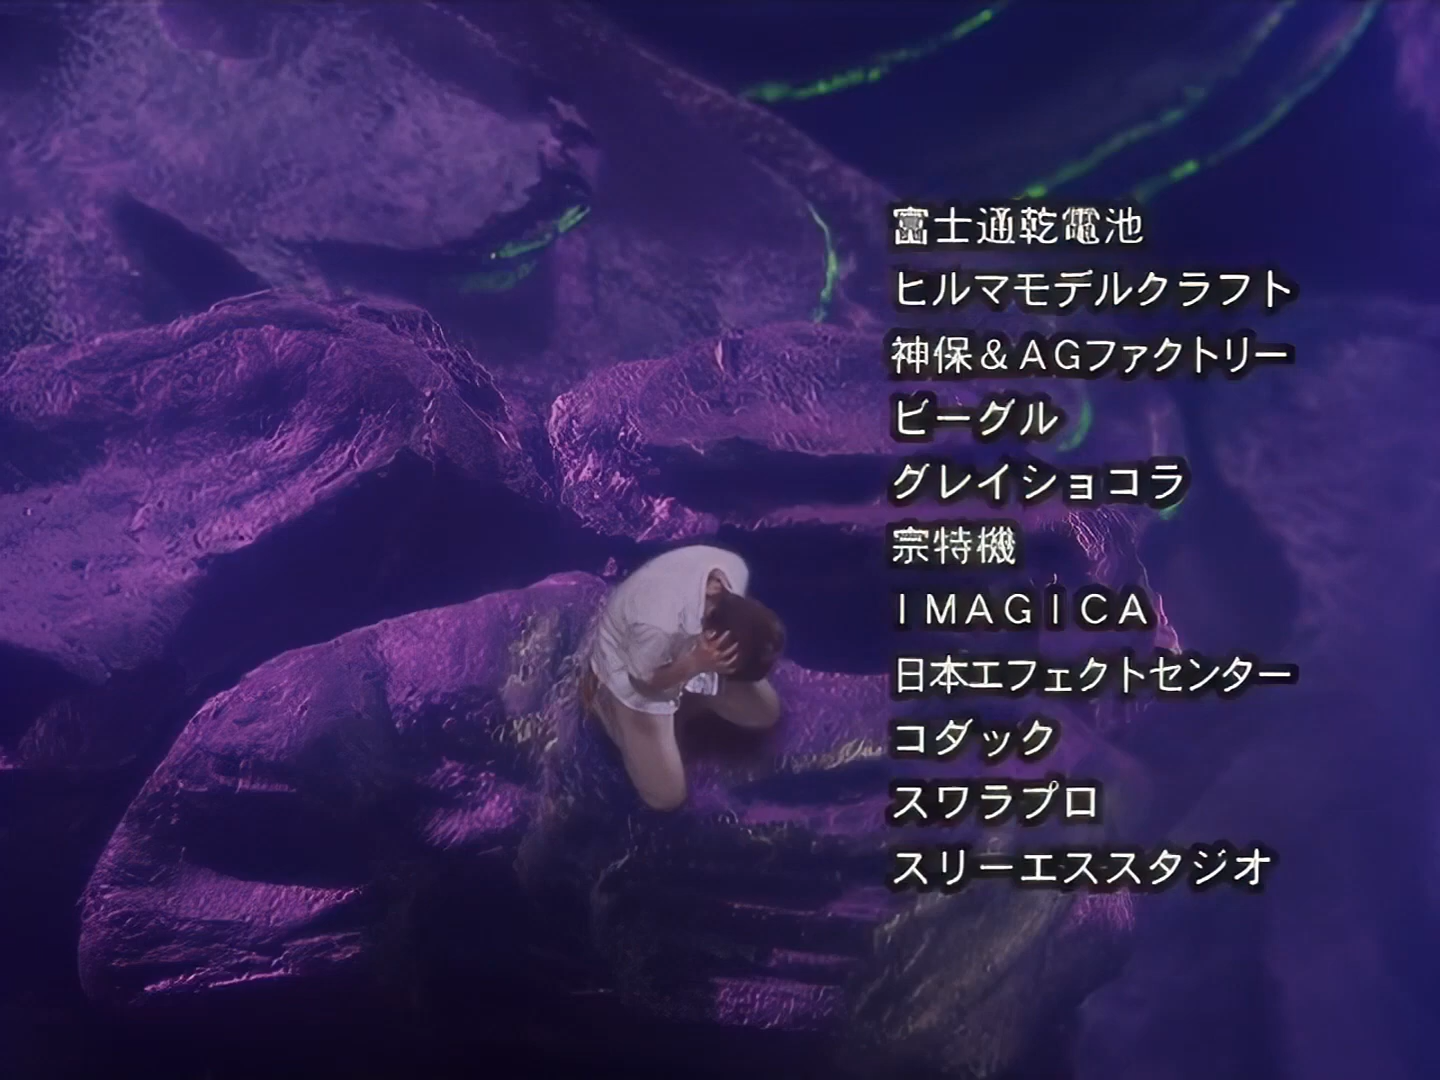 富士通乾電池
ヒルマモデルクラフト
神保＆ＡＧファクトリー
ビーグル
グレイショコラ
宗特機
ＩＭＡＧＩＣＡ
日本エフェクトセンター
コダック
スワラプロ
スリーエススタジオ